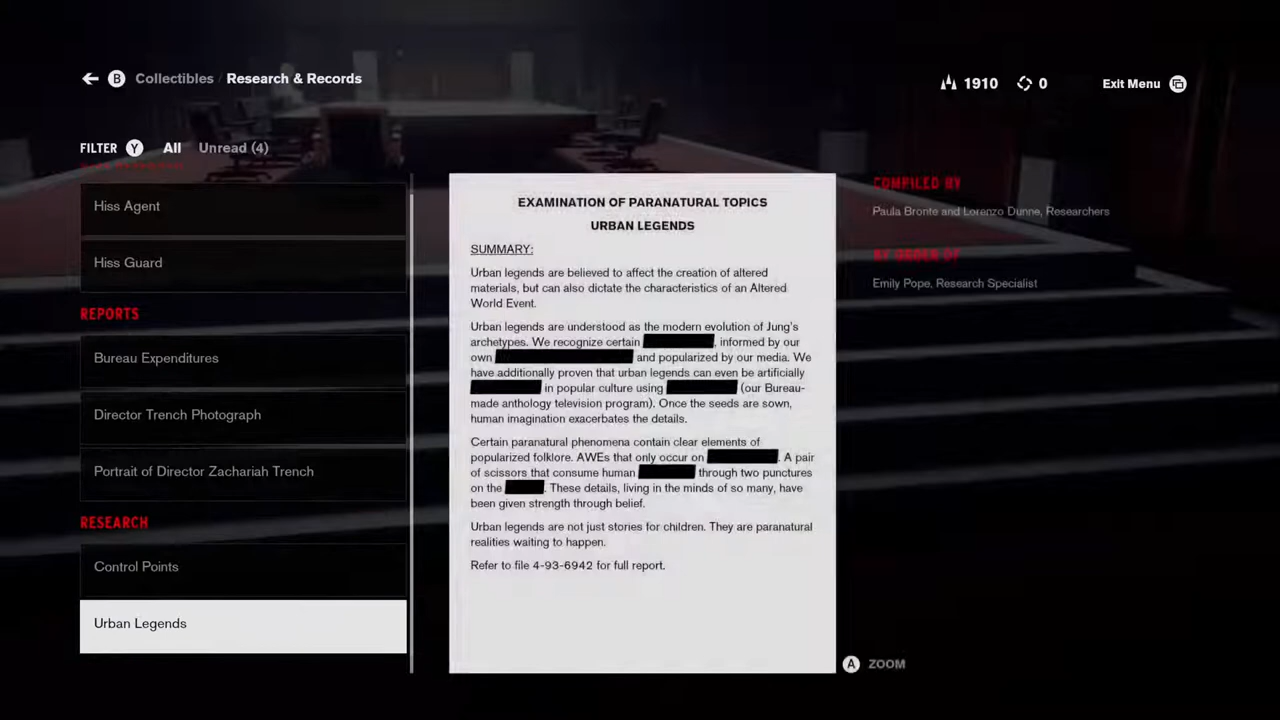 B Collectibles / Research & Records
1910 0 Exit Menu
FILTER Y All Unread (4)
Hiss Agent
Hiss Guard
REPORTS
Bureau Expenditures
Director Trench Photograph
Portrait of Director Zachariah Trench
RESEARCH
Control Points
Urban Legends
EXAMINATION OF PARANATURAL TOPICS
URBAN LEGENDS
SUMMARY:
Urban legends are believed to affect the creation of altered
materials, but can also dictate the characteristics of an Altered
World Event.
Urban legends are understood as the modern evolution of Jung's
archetypes. We recognize certain , informed by our
own and popularized by our media. We
have additionally proven that urban legends can even be artificially
in popular culture using (our Bureau-
made anthology television program). Once the seeds are sown,
human imagination exacerbates the details.
Certain paranatural phenomena contain clear elements of
popularized folklore. AWEs that only occur on . A pair
of scissors that consume human through two punctures
on the . These details, living in the minds of so many, have
been given strength through belief.
Urban legends are not just stories for children. They are paranatural
realities waiting to happen.
Refer to file 4-93-6942 for full report.
COMPILED BY
Paula Bronte and Lorenzo Dunne, Researchers
BY ORDER OF
Emily Pope, Research Specialist
A ZOOM